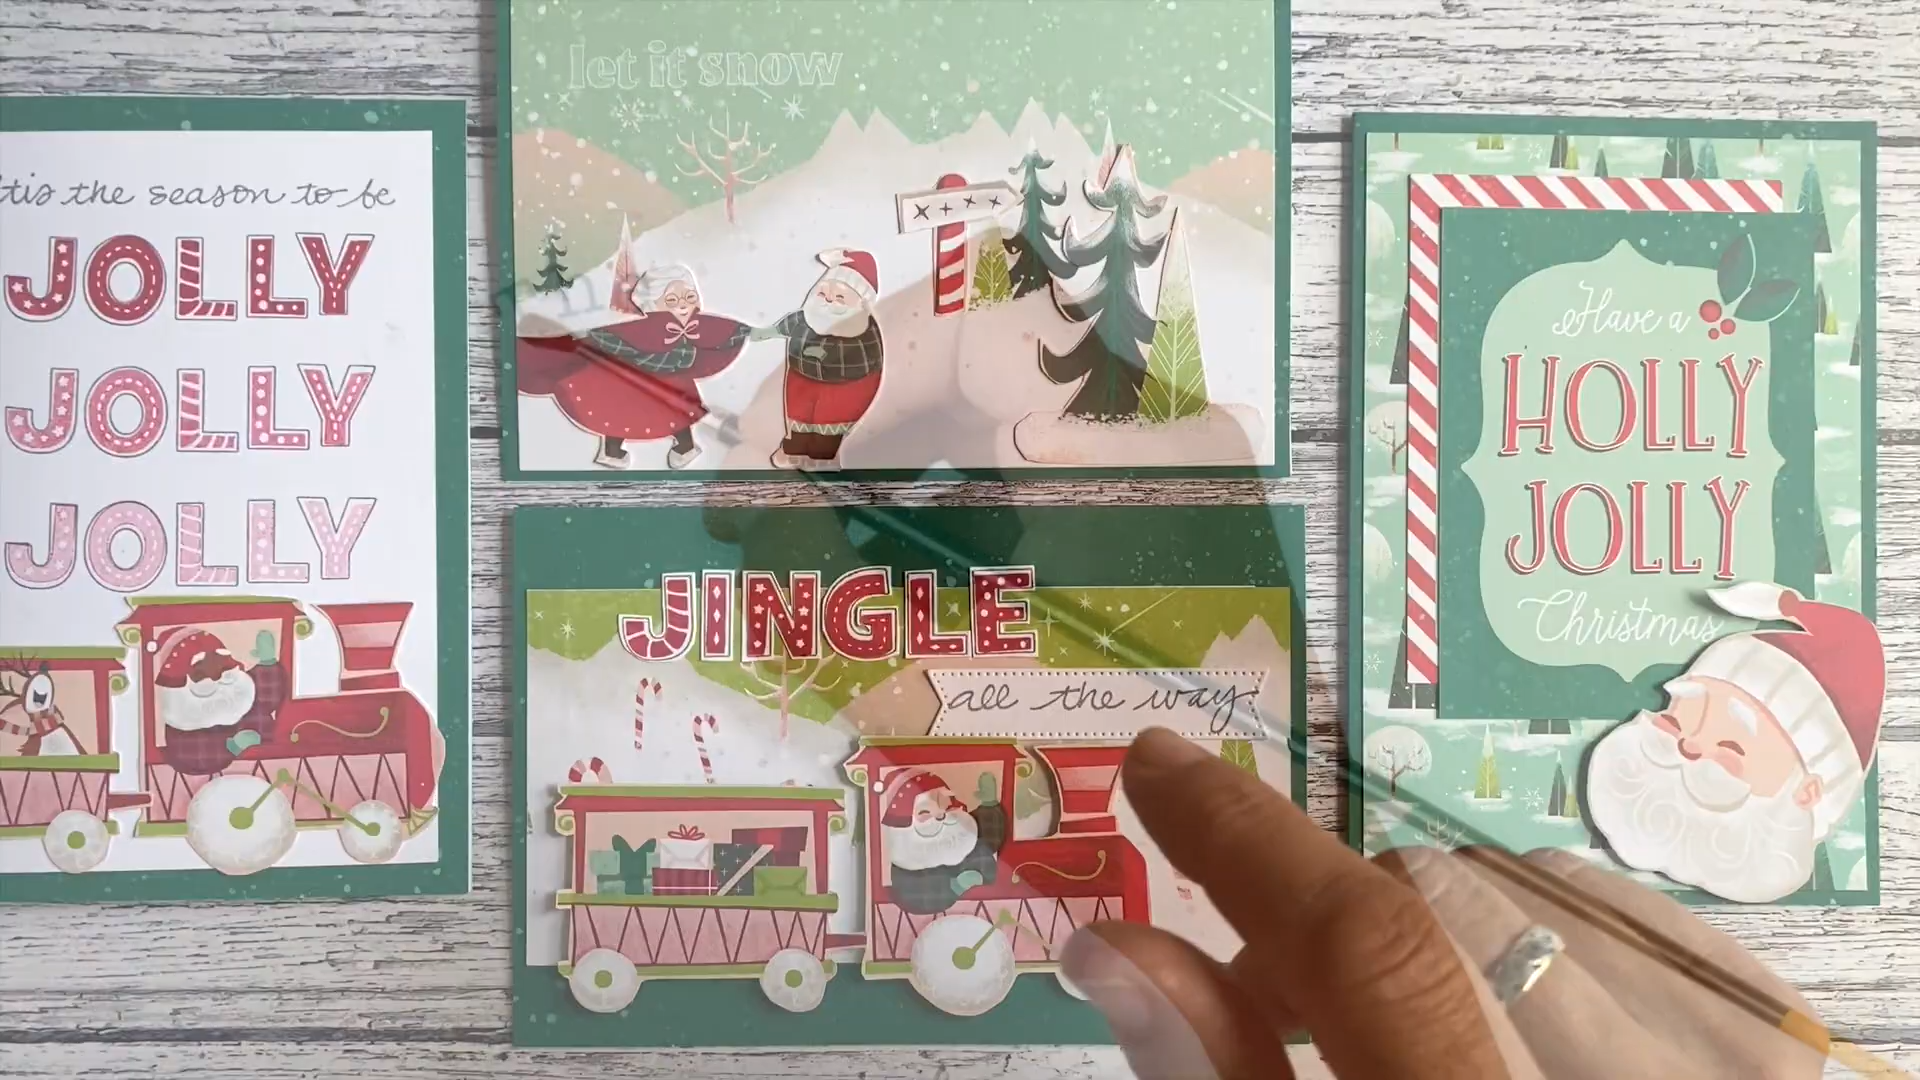 'tis the season to be
JOLLY
JOLLY
JOLLY
let it snow
JINGLE
all the way
Have a
HOLLY
JOLLY
Christmas